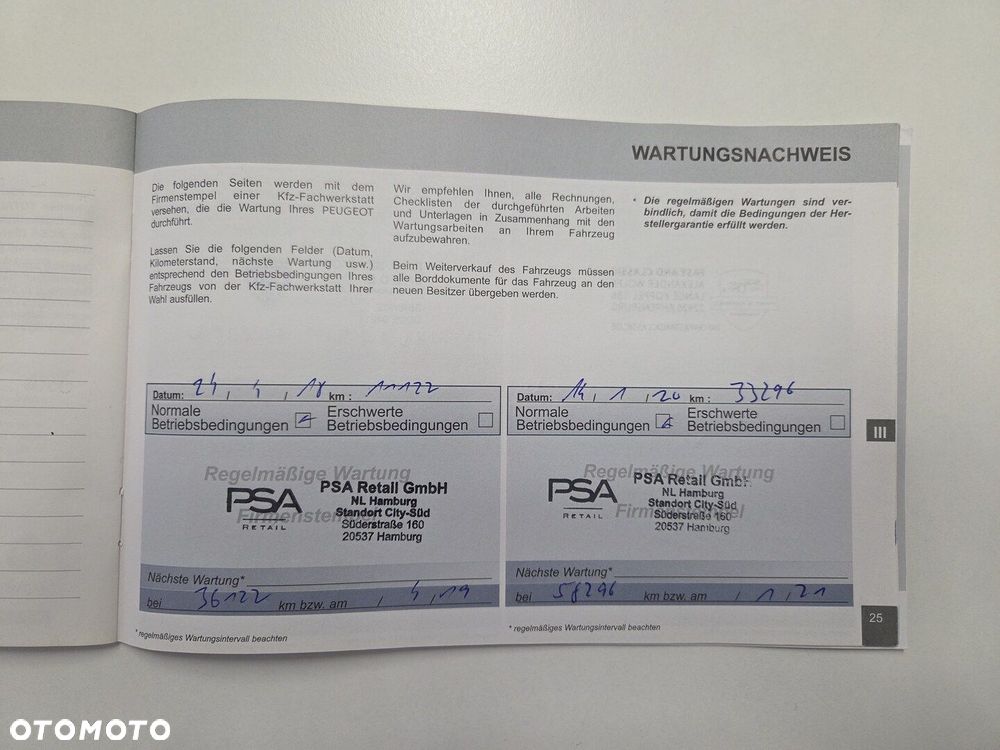 WARTUNGSNACHWEIS
Die folgenden Seiten werden mit dem
Firmenstempel einer Kfz-Fachwerkstatt
versehen, die die Wartung Ihres PEUGEOT
durchführt.
Lassen Sie die folgenden Felder (Datum,
Kilometerstand, nächste Wartung usw.)
entsprechend den Betriebsbedingungen Ihres
Fahrzeugs von der Kfz-Fachwerkstatt Ihrer
Wahl ausfüllen.
Wir empfehlen Ihnen, alle Rechnungen,
Checklisten der durchgeführten Arbeiten
und Unterlagen in Zusammenhang mit den
Wartungsarbeiten an Ihrem Fahrzeug
aufzubewahren.
Beim Weiterverkauf des Fahrzeugs müssen
alle Borddokumente für das Fahrzeug an den
neuen Besitzer übergeben werden.
* Die regelmäßigen Wartungen sind ver-
bindlich, damit die Bedingungen der Her-
stellergarantie erfüllt werden.
Datum: 24 / 4 / 18 km : 11122
Normale Betriebsbedingungen
Erschwerte Betriebsbedingungen
Regelmäßige Wartung
PSA
RETAIL
PSA Retail GmbH
NL Hamburg
Standort City-Süd
Süderstraße 160
20537 Hamburg
Nächste Wartung*
bei 36122 km bzw. am / 4 / 19
* regelmäßiges Wartungsintervall beachten
Datum: 14 / 1 / 20 km : 33296
Normale Betriebsbedingungen
Erschwerte Betriebsbedingungen
Regelmäßige Wartung
PSA
RETAIL
PSA Retail GmbH
NL Hamburg
Standort City-Süd
Süderstraße 160
20537 Hamburg
Nächste Wartung*
bei 58296 km bzw. am / 1 / 21
* regelmäßiges Wartungsintervall beachten
III
25
OTOMOTO